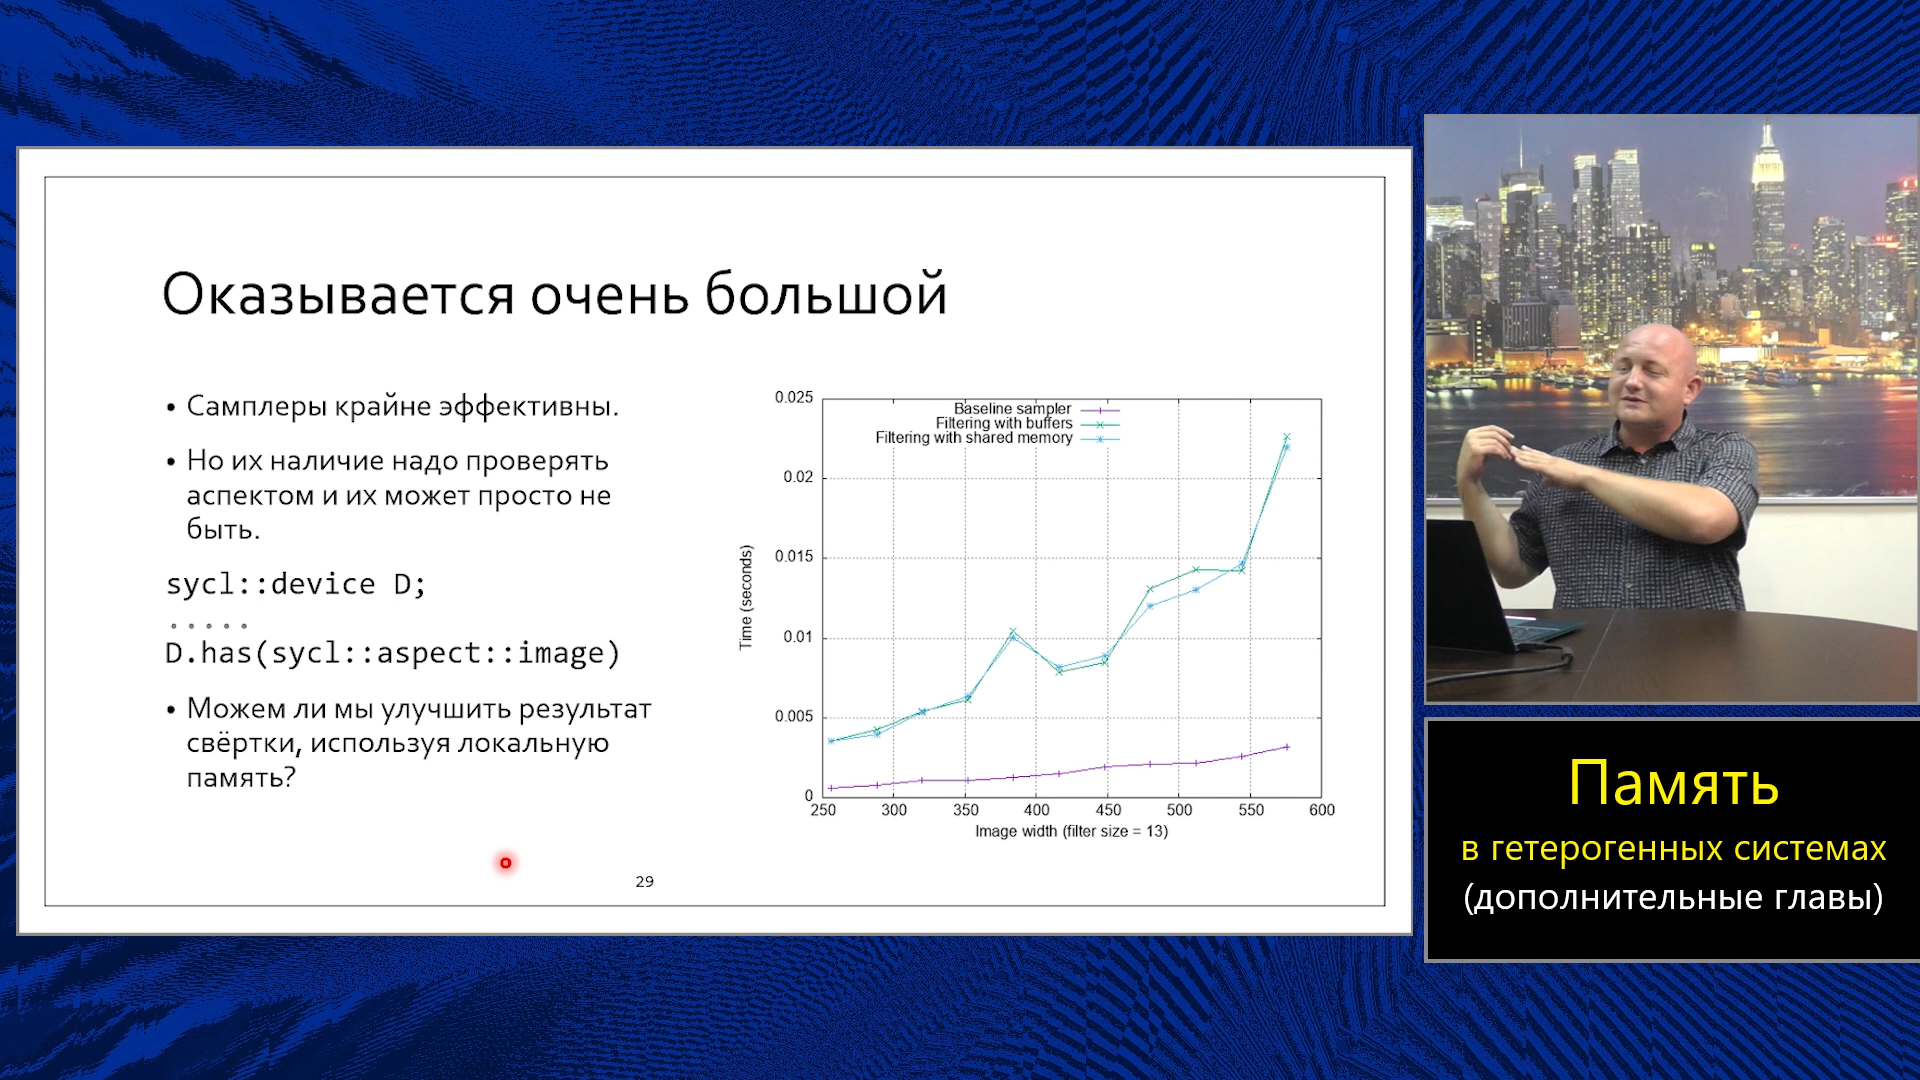 Оказывается очень большой
• Сэмплеры крайне эффективны.
• Но их наличие надо проверять
аспектом и их может просто не
быть.
sycl::device D;
.....
D.has(sycl::aspect::image)
• Можем ли мы улучшить результат
свёртки, используя локальную
память?
29
Baseline sampler
Filtering with buffers
Filtering with shared memory
0.025
0.02
0.015
0.01
0.005
0
Time (seconds)
250 300 350 400 450 500 550 600
Image width (filter size = 13)
Память
в гетерогенных системах
(дополнительные главы)